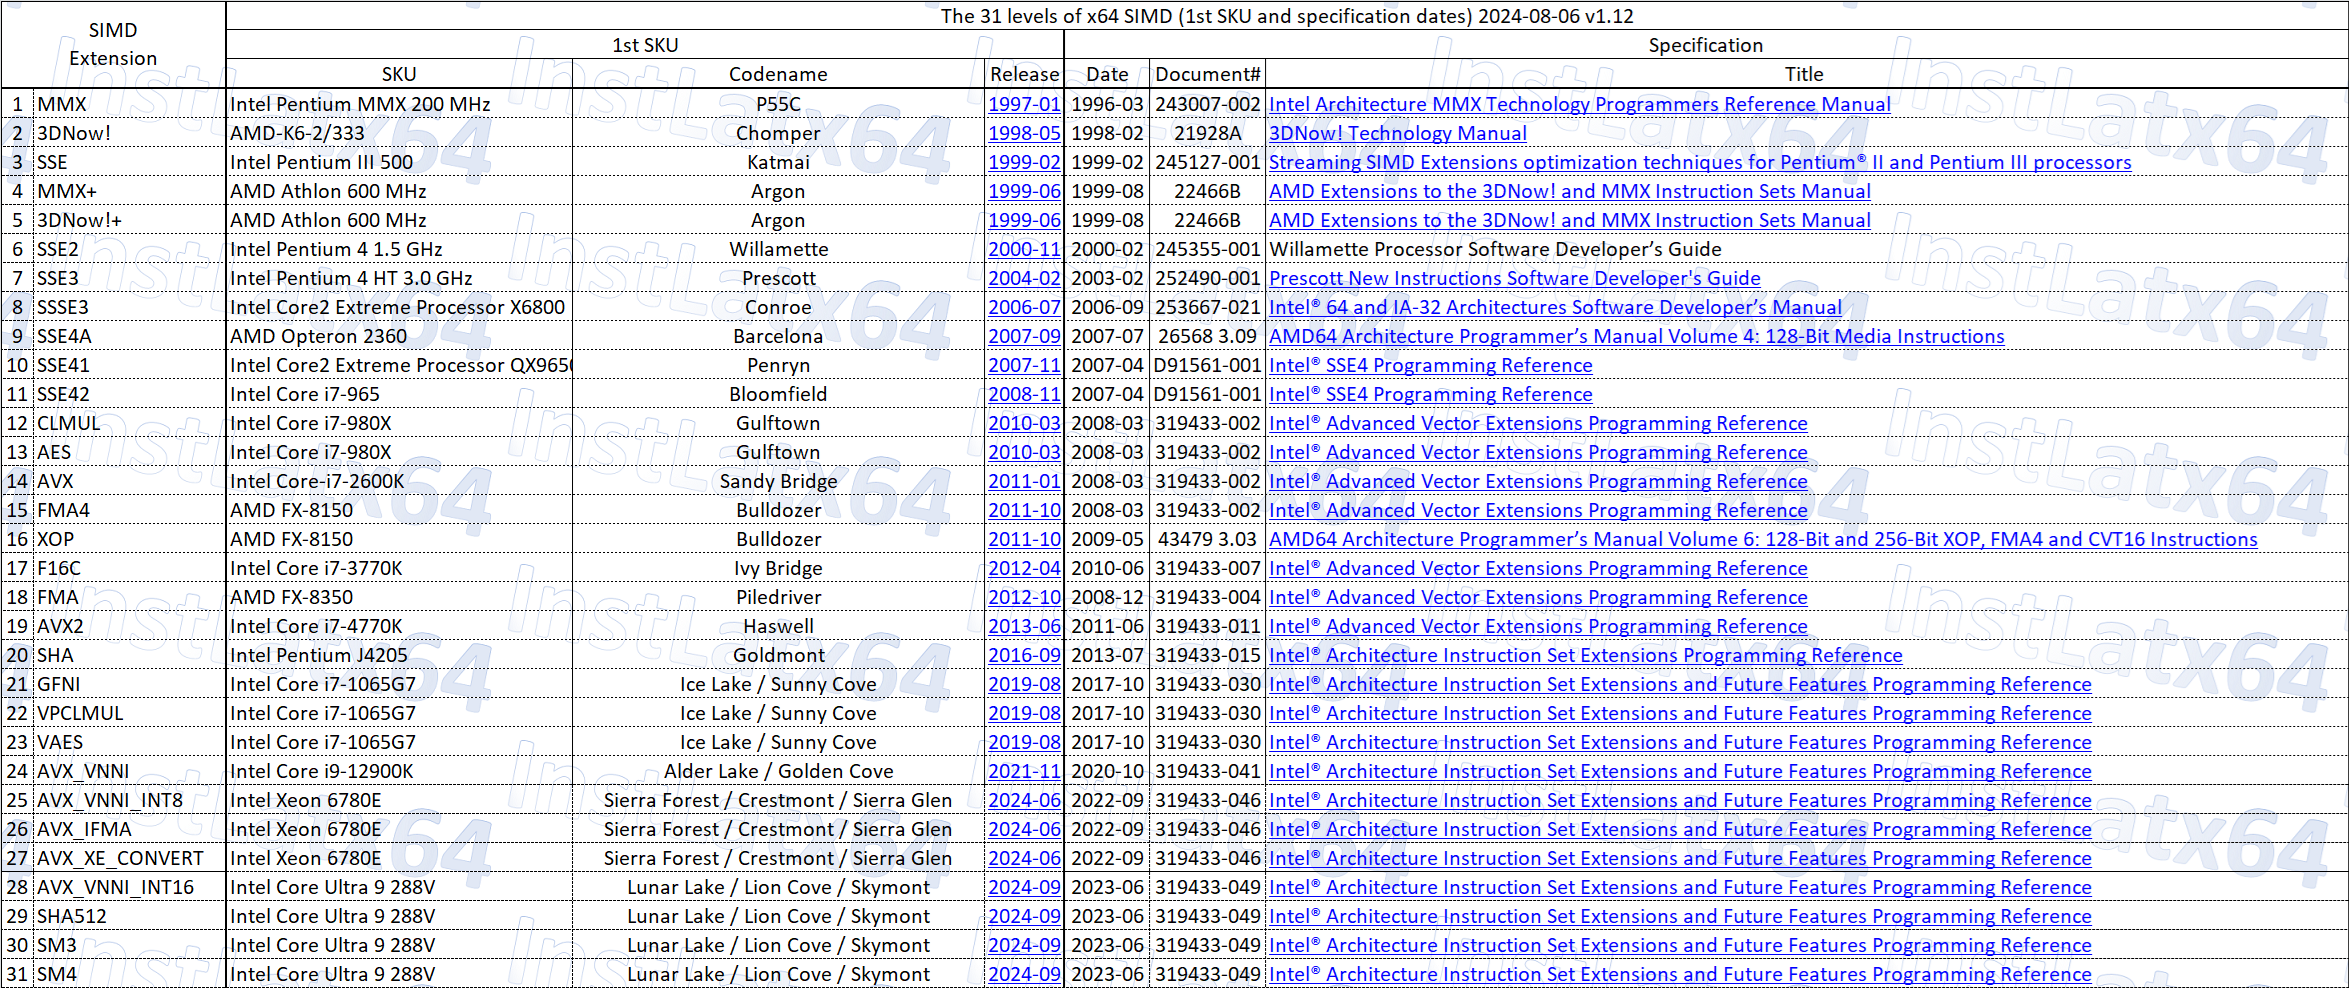 The 31 levels of x64 SIMD (1st SKU and specification dates) 2024-08-06 v1.12
SIMD Extension
1st SKU Specification
SKU Codename Release Date Document# Title
1 MMX Intel Pentium MMX 200 MHz P55C 1997-01 1996-03 243007-002 Intel Architecture MMX Technology Programmers Reference Manual
2 3DNow! AMD-K6-2/333 Chomper 1998-05 1998-02 21928A 3DNow! Technology Manual
3 SSE Intel Pentium III 500 Katmai 1999-02 1999-02 245127-001 Streaming SIMD Extensions optimization techniques for Pentium® II and Pentium III processors
4 MMX+ AMD Athlon 600 MHz Argon 1999-06 1999-08 22466B AMD Extensions to the 3DNow! and MMX Instruction Sets Manual
5 3DNow!+ AMD Athlon 600 MHz Argon 1999-06 1999-08 22466B AMD Extensions to the 3DNow! and MMX Instruction Sets Manual
6 SSE2 Intel Pentium 4 1.5 GHz Willamette 2000-11 2000-02 245355-001 Willamette Processor Software Developer’s Guide
7 SSE3 Intel Pentium 4 HT 3.0 GHz Prescott 2004-02 2003-02 252490-001 Prescott New Instructions Software Developer's Guide
8 SSSE3 Intel Core2 Extreme Processor X6800 Conroe 2006-07 2006-09 253667-021 Intel® 64 and IA-32 Architectures Software Developer’s Manual
9 SSE4A AMD Opteron 2360 Barcelona 2007-09 2007-07 26568 3.09 AMD64 Architecture Programmer’s Manual Volume 4: 128-Bit Media Instructions
10 SSE41 Intel Core2 Extreme Processor QX9650 Penryn 2007-11 2007-04 D91561-001 Intel® SSE4 Programming Reference
11 SSE42 Intel Core i7-965 Bloomfield 2008-11 2007-04 D91561-001 Intel® SSE4 Programming Reference
12 CLMUL Intel Core i7-980X Gulftown 2010-03 2008-03 319433-002 Intel® Advanced Vector Extensions Programming Reference
13 AES Intel Core i7-980X Gulftown 2010-03 2008-03 319433-002 Intel® Advanced Vector Extensions Programming Reference
14 AVX Intel Core-i7-2600K Sandy Bridge 2011-01 2008-03 319433-002 Intel® Advanced Vector Extensions Programming Reference
15 FMA4 AMD FX-8150 Bulldozer 2011-10 2008-03 319433-002 Intel® Advanced Vector Extensions Programming Reference
16 XOP AMD FX-8150 Bulldozer 2011-10 2009-05 43479 3.03 AMD64 Architecture Programmer’s Manual Volume 6: 128-Bit and 256-Bit XOP, FMA4 and CVT16 Instructions
17 F16C Intel Core i7-3770K Ivy Bridge 2012-04 2010-06 319433-007 Intel® Advanced Vector Extensions Programming Reference
18 FMA AMD FX-8350 Piledriver 2012-10 2008-12 319433-004 Intel® Advanced Vector Extensions Programming Reference
19 AVX2 Intel Core i7-4770K Haswell 2013-06 2011-06 319433-011 Intel® Advanced Vector Extensions Programming Reference
20 SHA Intel Pentium J4205 Goldmont 2016-09 2013-07 319433-015 Intel® Architecture Instruction Set Extensions Programming Reference
21 GFNI Intel Core i7-1065G7 Ice Lake / Sunny Cove 2019-08 2017-10 319433-030 Intel® Architecture Instruction Set Extensions and Future Features Programming Reference
22 VPCLMUL Intel Core i7-1065G7 Ice Lake / Sunny Cove 2019-08 2017-10 319433-030 Intel® Architecture Instruction Set Extensions and Future Features Programming Reference
23 VAES Intel Core i7-1065G7 Ice Lake / Sunny Cove 2019-08 2017-10 319433-030 Intel® Architecture Instruction Set Extensions and Future Features Programming Reference
24 AVX_VNNI Intel Core i9-12900K Alder Lake / Golden Cove 2021-11 2020-10 319433-041 Intel® Architecture Instruction Set Extensions and Future Features Programming Reference
25 AVX_VNNI_INT8 Intel Xeon 6780E Sierra Forest / Crestmont / Sierra Glen 2024-06 2022-09 319433-046 Intel® Architecture Instruction Set Extensions and Future Features Programming Reference
26 AVX_IFMA Intel Xeon 6780E Sierra Forest / Crestmont / Sierra Glen 2024-06 2022-09 319433-046 Intel® Architecture Instruction Set Extensions and Future Features Programming Reference
27 AVX_XE_CONVERT Intel Xeon 6780E Sierra Forest / Crestmont / Sierra Glen 2024-06 2022-09 319433-046 Intel® Architecture Instruction Set Extensions and Future Features Programming Reference
28 AVX_VNNI_INT16 Intel Core Ultra 9 288V Lunar Lake / Lion Cove / Skymont 2024-09 2023-06 319433-049 Intel® Architecture Instruction Set Extensions and Future Features Programming Reference
29 SHA512 Intel Core Ultra 9 288V Lunar Lake / Lion Cove / Skymont 2024-09 2023-06 319433-049 Intel® Architecture Instruction Set Extensions and Future Features Programming Reference
30 SM3 Intel Core Ultra 9 288V Lunar Lake / Lion Cove / Skymont 2024-09 2023-06 319433-049 Intel® Architecture Instruction Set Extensions and Future Features Programming Reference
31 SM4 Intel Core Ultra 9 288V Lunar Lake / Lion Cove / Skymont 2024-09 2023-06 319433-049 Intel® Architecture Instruction Set Extensions and Future Features Programming Reference
InstLatx64